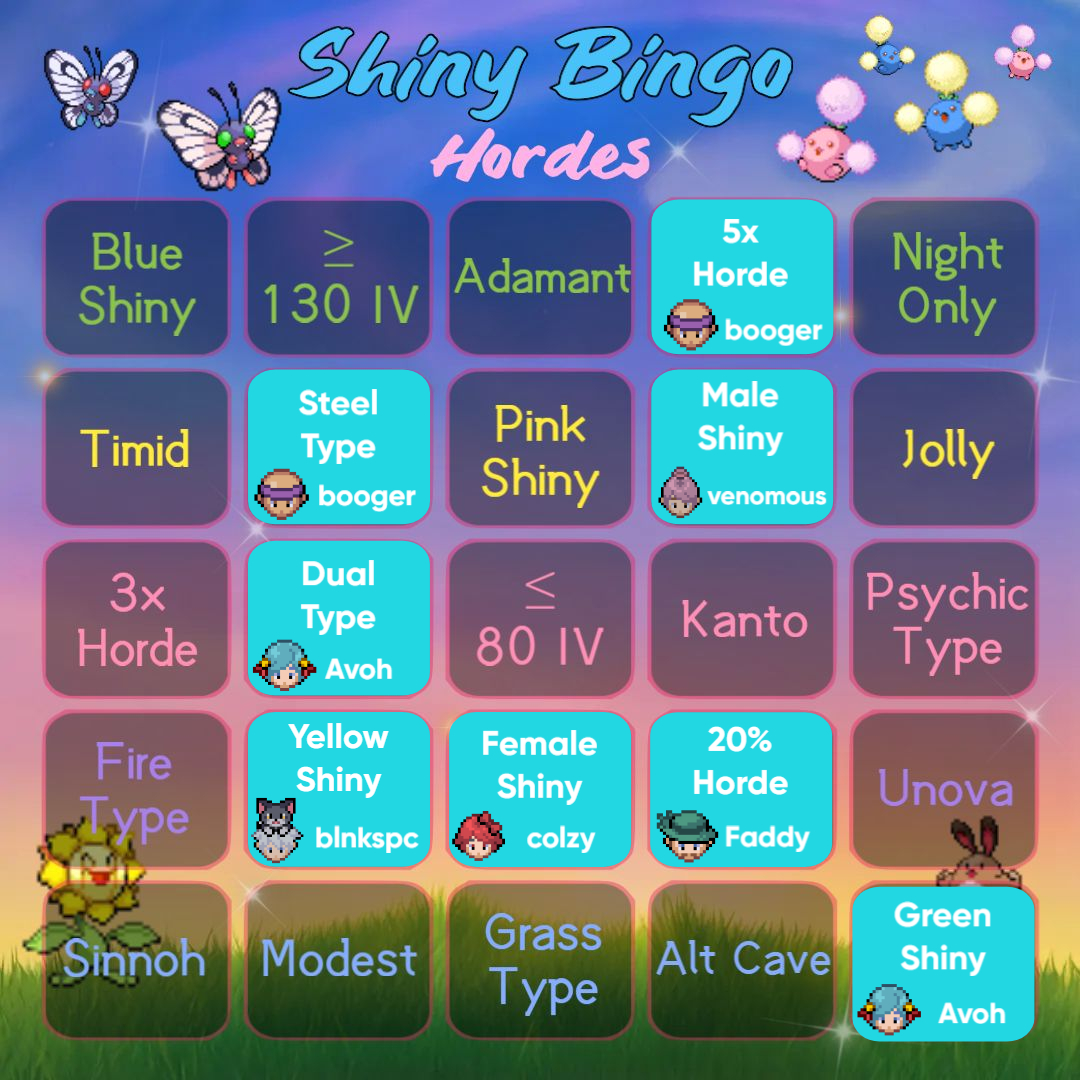 Shiny Bingo
Hordes
Blue
Shiny
≥
130 IV
Adamant
5x
Horde
booger
Night
Only
Timid
Steel
Type
booger
Pink
Shiny
Male
Shiny
venomous
Jolly
3x
Horde
Dual
Type
Avoh
≤
80 IV
Kanto
Psychic
Type
Fire
Type
Yellow
Shiny
blnkspc
Female
Shiny
colzy
20%
Horde
Faddy
Unova
Sinnoh
Modest
Grass
Type
Alt Cave
Green
Shiny
Avoh